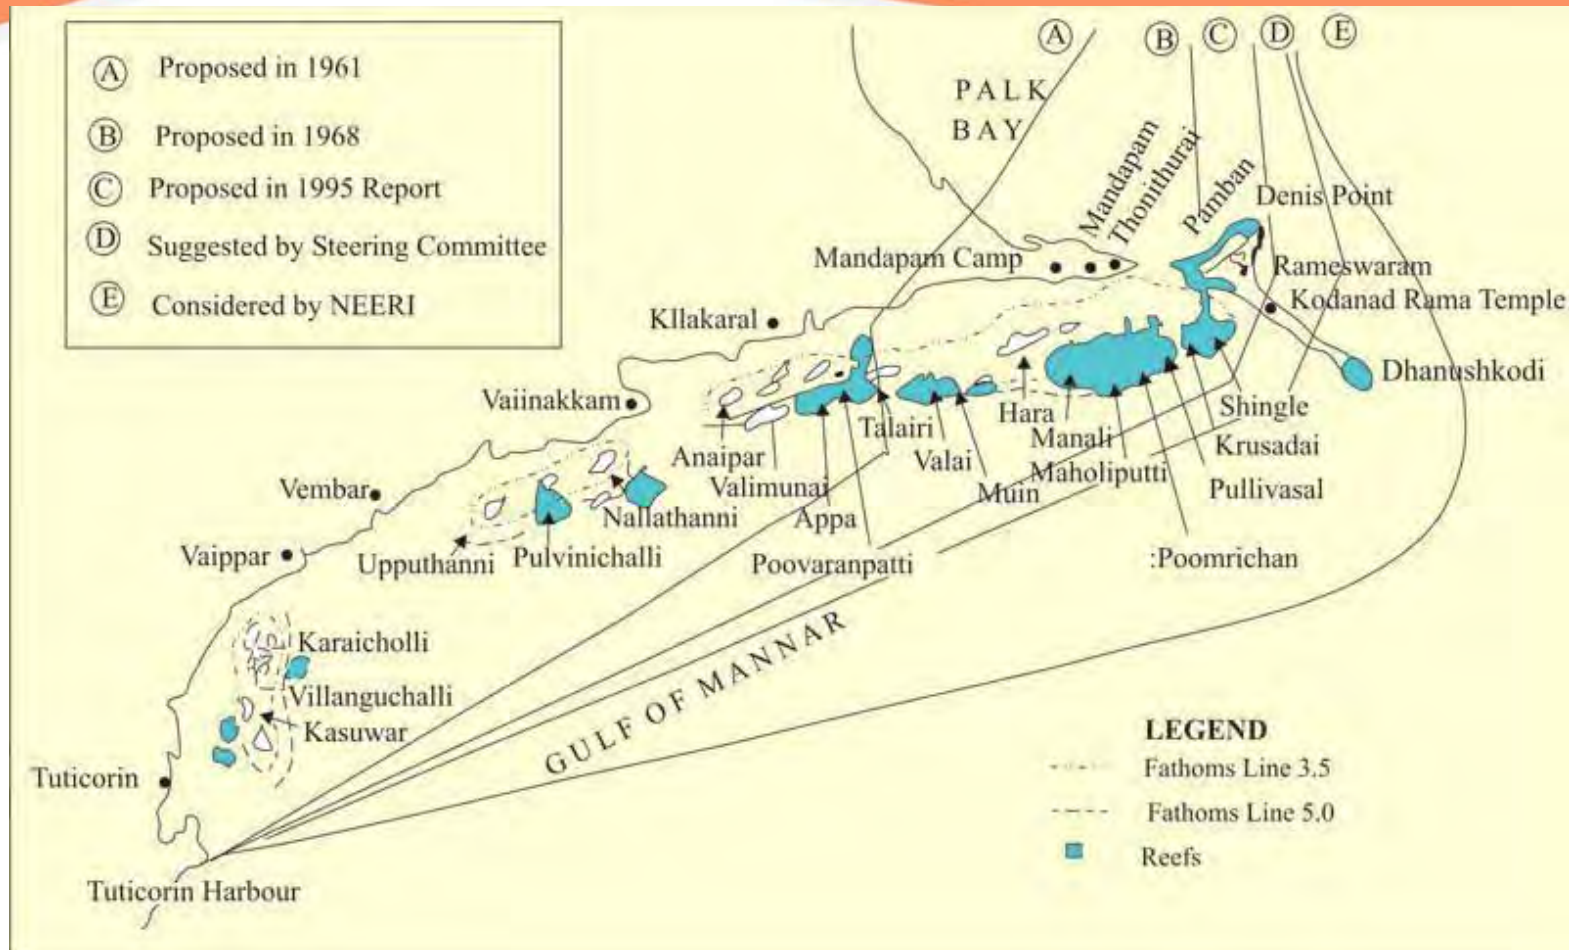 A Proposed in 1961
B Proposed in 1968
C Proposed in 1995 Report
D Suggested by Steering Committee
E Considered by NEERI
A B C D E
PALK
BAY
Mandapam
Thonithurai
Pamban
Denis Point
Mandapam Camp
Rameswaram
Kodanad Rama Temple
KIlakaral
Dhanushkodi
Vaiinakkam
Shingle
Hara
Talairi
Manali
Krusadai
Anaipar
Valai
Maholiputti
Valimunai
Muin
Pullivasal
Vembar
Nallathanni
Appa
Vaippar
Upputhanni
Pulvinichalli
Poovaranpatti
:Poomrichan
Karaicholli
GULF OF MANNAR
Villanguchalli
Kasuwar
Tuticorin
Tuticorin Harbour
LEGEND
Fathoms Line 3.5
Fathoms Line 5.0
Reefs